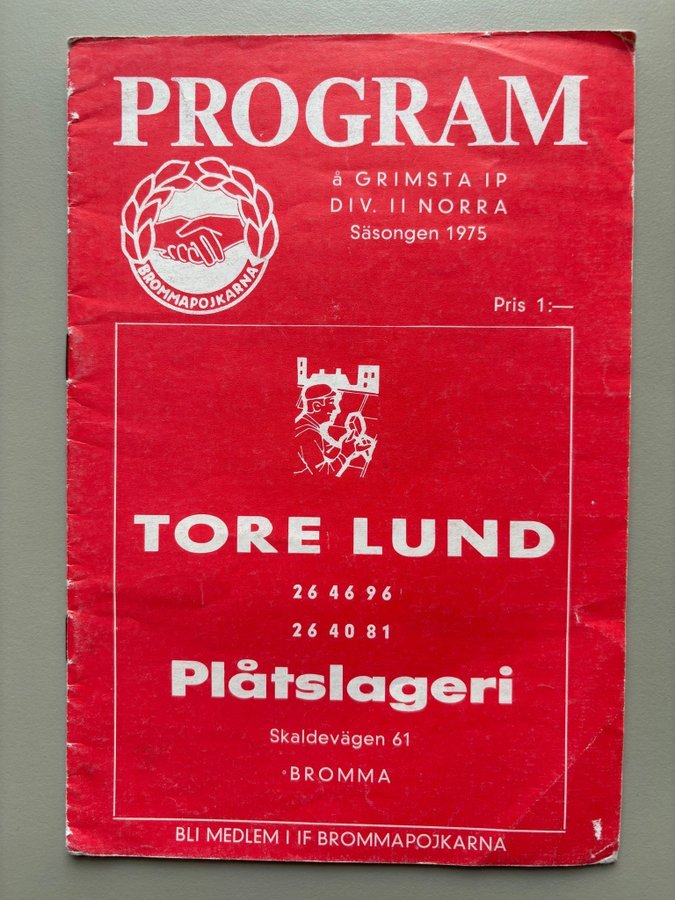 PROGRAM
å GRIMSTA IP
DIV. II NORRA
Säsongen 1975
BROMMAPOJKARNA
Pris 1:—
TORE LUND
26 46 96
26 40 81
Plåtslageri
Skaldevägen 61
BROMMA
BLI MEDLEM I IF BROMMAPOJKARNA